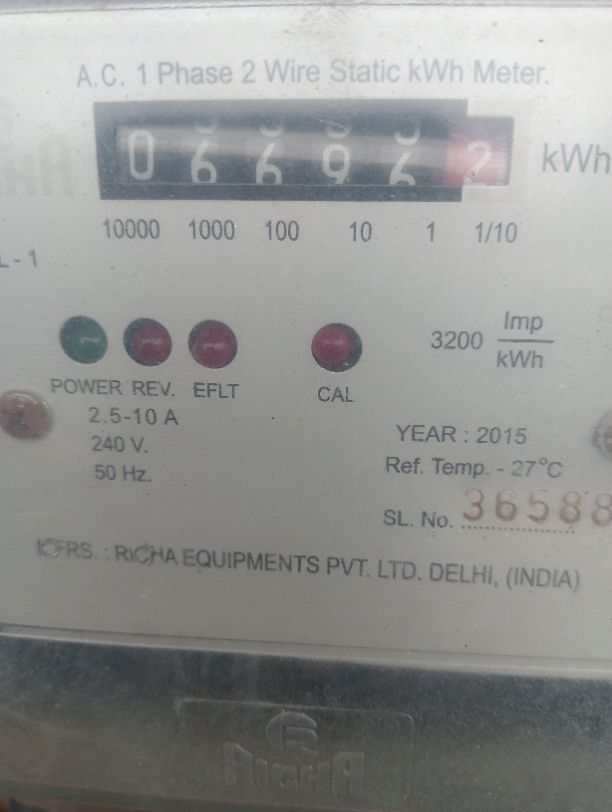 A.C. 1 Phase 2 Wire Static kWh Meter.
0 6 6 9 6 2 kWh
10000 1000 100 10 1 1/10
L - 1
3200 Imp
kWh
POWER REV. EFLT CAL
2.5-10 A
240 V.
50 Hz.
YEAR : 2015
Ref. Temp. - 27°C
SL. No. 36588
RICHA EQUIPMENTS PVT. LTD. DELHI, (INDIA)
RICHA